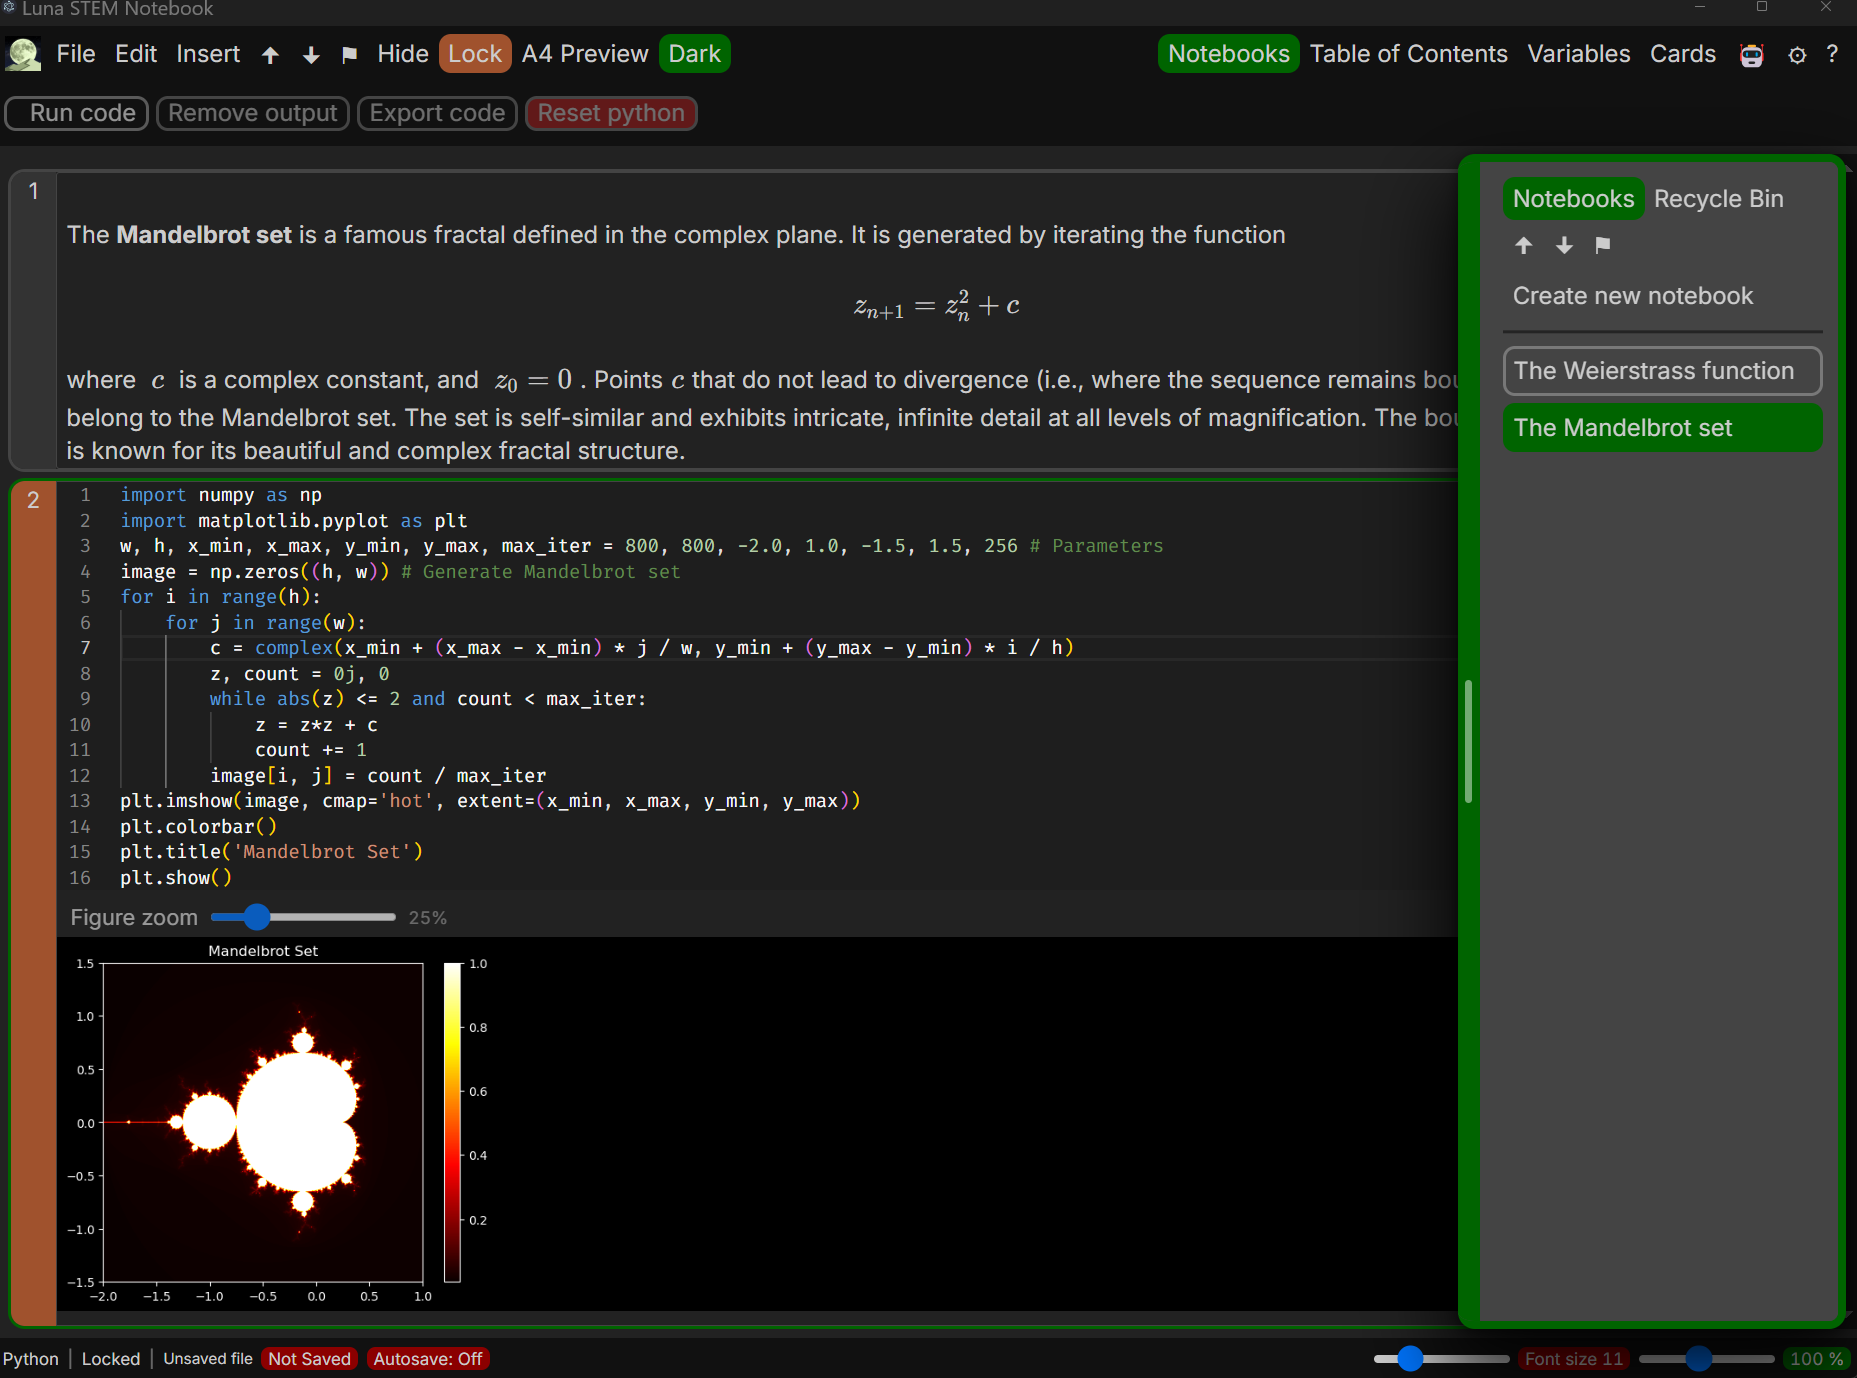 Luna STEM Notebook
File Edit Insert Hide Lock A4 Preview Dark Notebooks Table of Contents Variables Cards ?
Run code Remove output Export code Reset python
1
The Mandelbrot set is a famous fractal defined in the complex plane. It is generated by iterating the function
z_{n+1} = z_n^2 + c
where c is a complex constant, and z_0 = 0 . Points c that do not lead to divergence (i.e., where the sequence remains
belong to the Mandelbrot set. The set is self-similar and exhibits intricate, infinite detail at all levels of magnification. The
is known for its beautiful and complex fractal structure.
2
1 import numpy as np
2 import matplotlib.pyplot as plt
3 w, h, x_min, x_max, y_min, y_max, max_iter = 800, 800, -2.0, 1.0, -1.5, 1.5, 256 # Parameters
4 image = np.zeros((h, w)) # Generate Mandelbrot set
5 for i in range(h):
6 for j in range(w):
7 c = complex(x_min + (x_max - x_min) * j / w, y_min + (y_max - y_min) * i / h)
8 z, count = 0j, 0
9 while abs(z) <= 2 and count < max_iter:
10 z = z*z + c
11 count += 1
12 image[i, j] = count / max_iter
13 plt.imshow(image, cmap='hot', extent=(x_min, x_max, y_min, y_max))
14 plt.colorbar()
15 plt.title('Mandelbrot Set')
16 plt.show()
Figure zoom 25%
Mandelbrot Set
1.5
1.0
0.5
0.0
−0.5
−1.0
−1.5
−2.0 −1.5 −1.0 −0.5 0.0 0.5 1.0
1.0
0.8
0.6
0.4
0.2
Notebooks Recycle Bin
Create new notebook
The Weierstrass function
The Mandelbrot set
Python | Locked | Unsaved file Not Saved Autosave: Off Font size 11 100 %